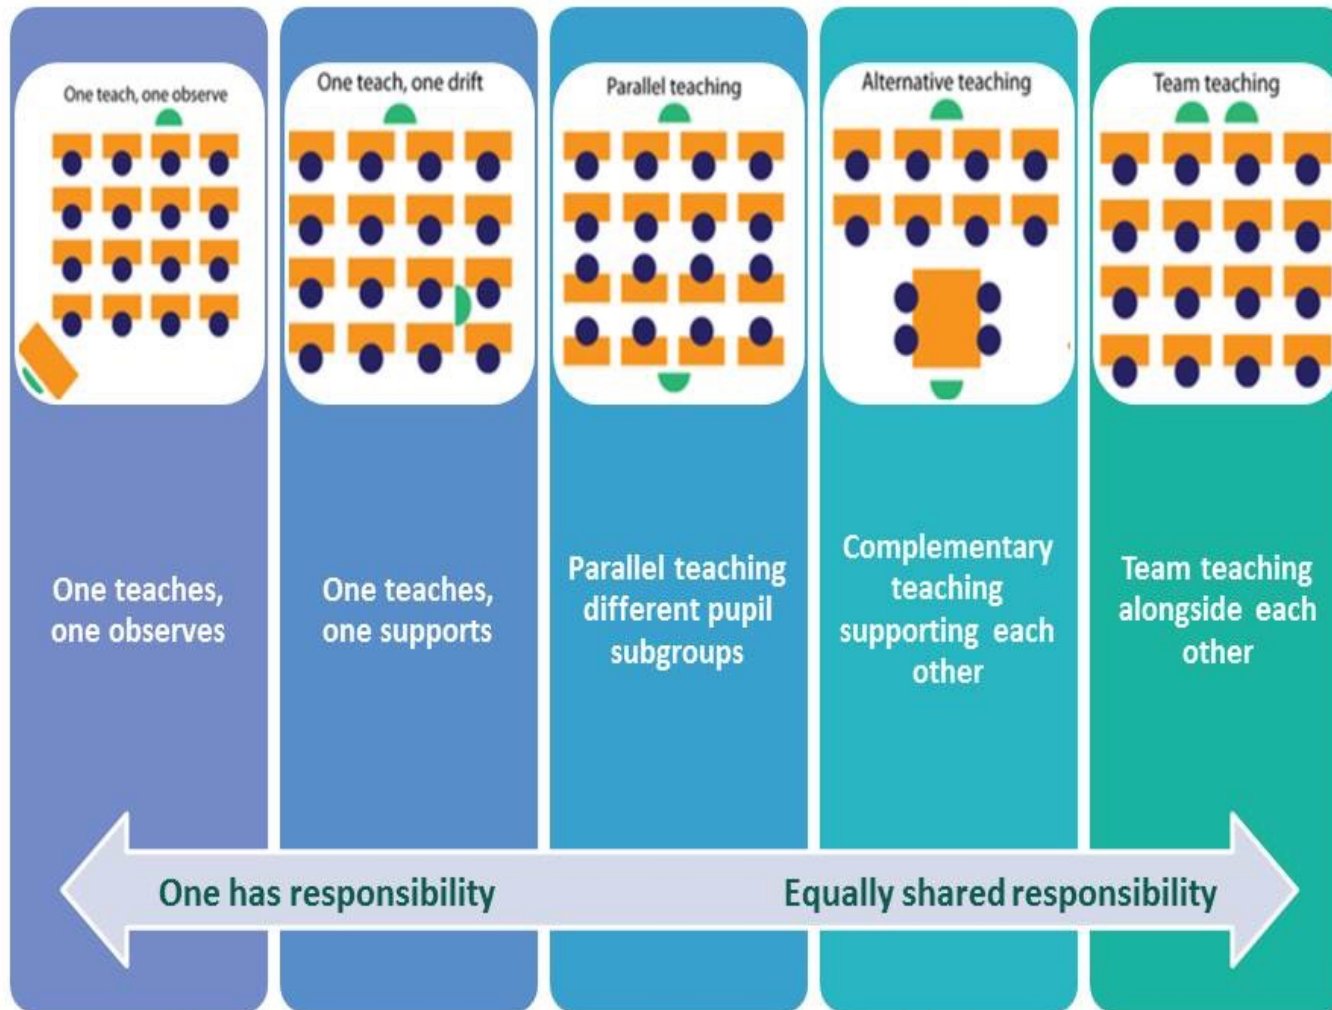 One teach, one observe
One teach, one drift
Parallel teaching
Alternative teaching
Team teaching
One teaches,
one observes
One teaches,
one supports
Parallel teaching
different pupil
subgroups
Complementary
teaching
supporting each
other
Team teaching
alongside each
other
One has responsibility
Equally shared responsibility